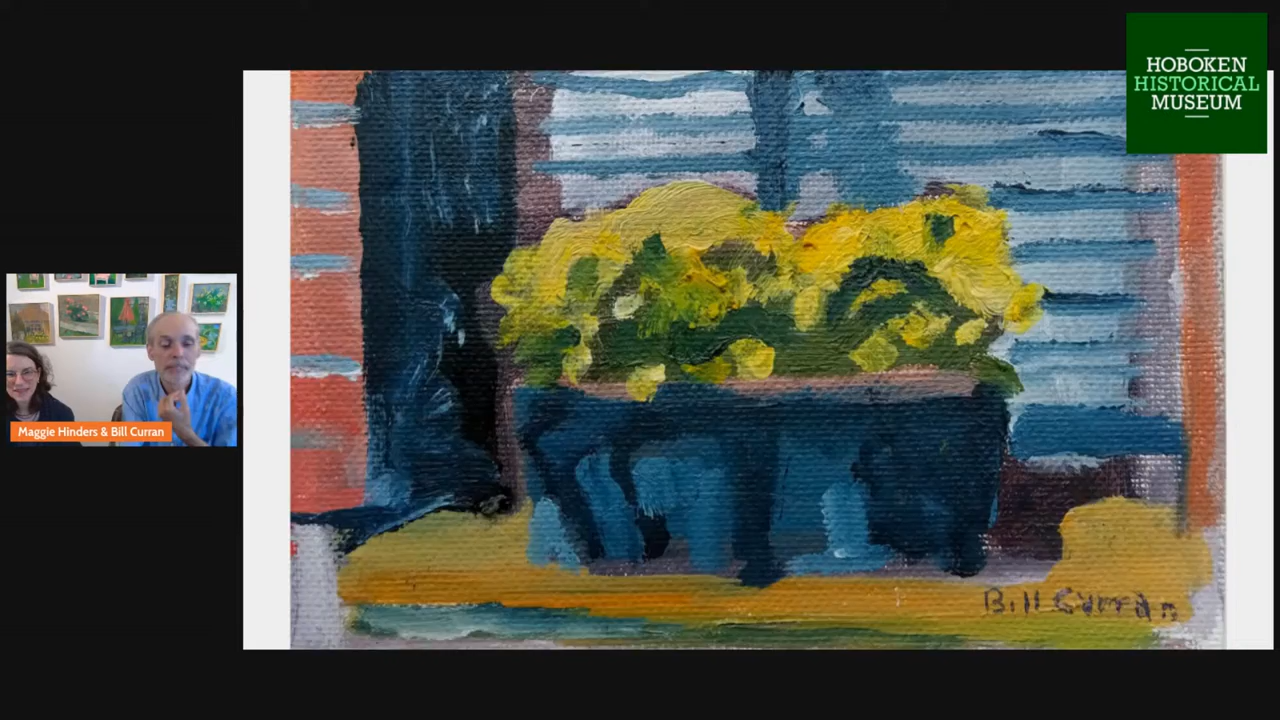 HOBOKEN
HISTORICAL
MUSEUM
Maggie Hinders & Bill Curran
Bill Curran